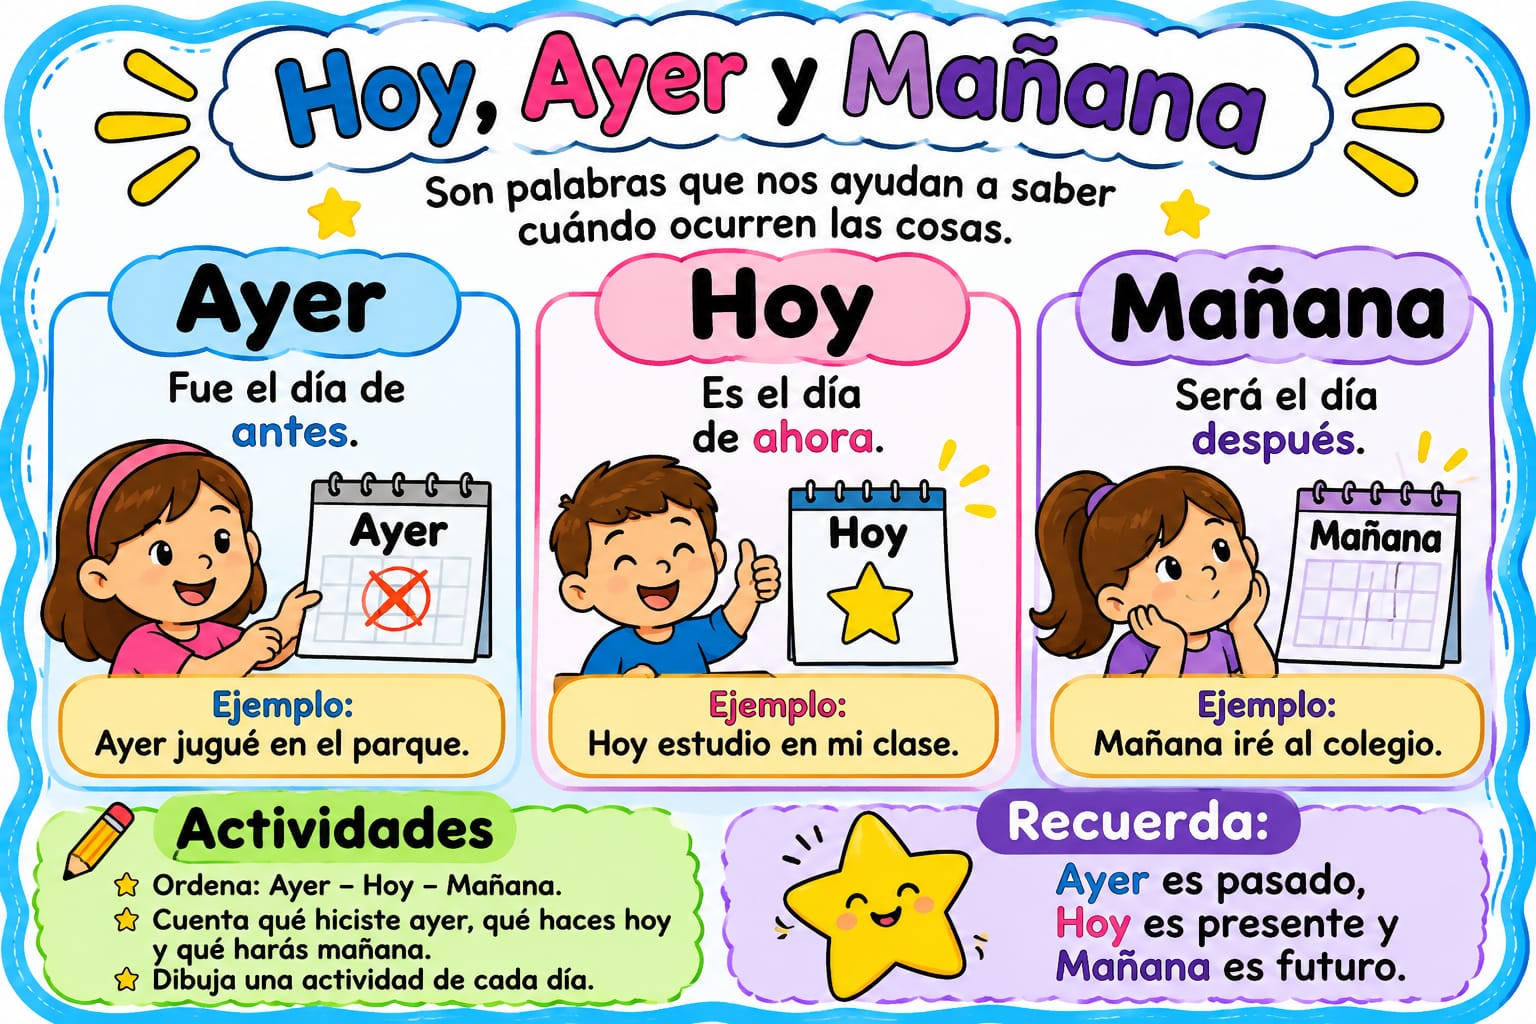 Hoy, Ayer y Mañana
Son palabras que nos ayudan a saber
cuándo ocurren las cosas.
Ayer
Fue el día de
antes.
Ayer
Ejemplo:
Ayer jugué en el parque.
Hoy
Es el día
de ahora.
Hoy
Ejemplo:
Hoy estudio en mi clase.
Mañana
Será el día
después.
Mañana
Ejemplo:
Mañana iré al colegio.
Actividades
Ordena: Ayer – Hoy – Mañana.
Cuenta qué hiciste ayer, qué haces hoy
y qué harás mañana.
Dibuja una actividad de cada día.
Recuerda:
Ayer es pasado,
Hoy es presente y
Mañana es futuro.